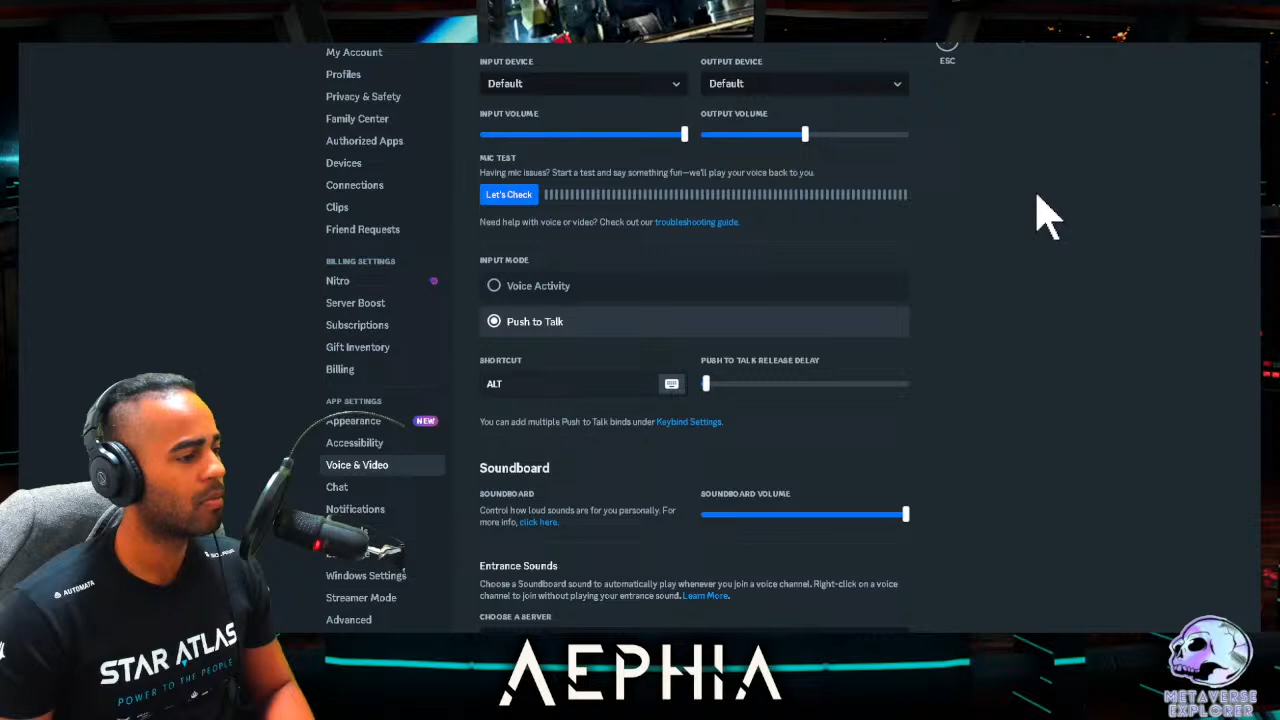 My Account
Profiles
Privacy & Safety
Family Center
Authorized Apps
Devices
Connections
Clips
Friend Requests
BILLING SETTINGS
Nitro
Server Boost
Subscriptions
Gift Inventory
Billing
APP SETTINGS
Appearance NEW
Accessibility
Voice & Video
Chat
Notifications
Windows Settings
Streamer Mode
Advanced
ESC
INPUT DEVICE OUTPUT DEVICE
Default Default
INPUT VOLUME OUTPUT VOLUME
MIC TEST
Having mic issues? Start a test and say something fun—we'll play your voice back to you.
Let's Check
Need help with voice or video? Check out our troubleshooting guide.
INPUT MODE
Voice Activity
Push to Talk
SHORTCUT PUSH TO TALK RELEASE DELAY
ALT
You can add multiple Push to Talk binds under Keybind Settings.
Soundboard
SOUNDBOARD SOUNDBOARD VOLUME
Control how loud sounds are for you personally. For
more info, click here.
Entrance Sounds
Choose a Soundboard sound to automatically play whenever you join a voice channel. Right-click on a voice
channel to join without playing your entrance sound. Learn More.
CHOOSE A SERVER
AUTOMATA
STAR ATLAS
POWER TO THE PEOPLE
AEPHIA
METAVERSE
EXPLORER